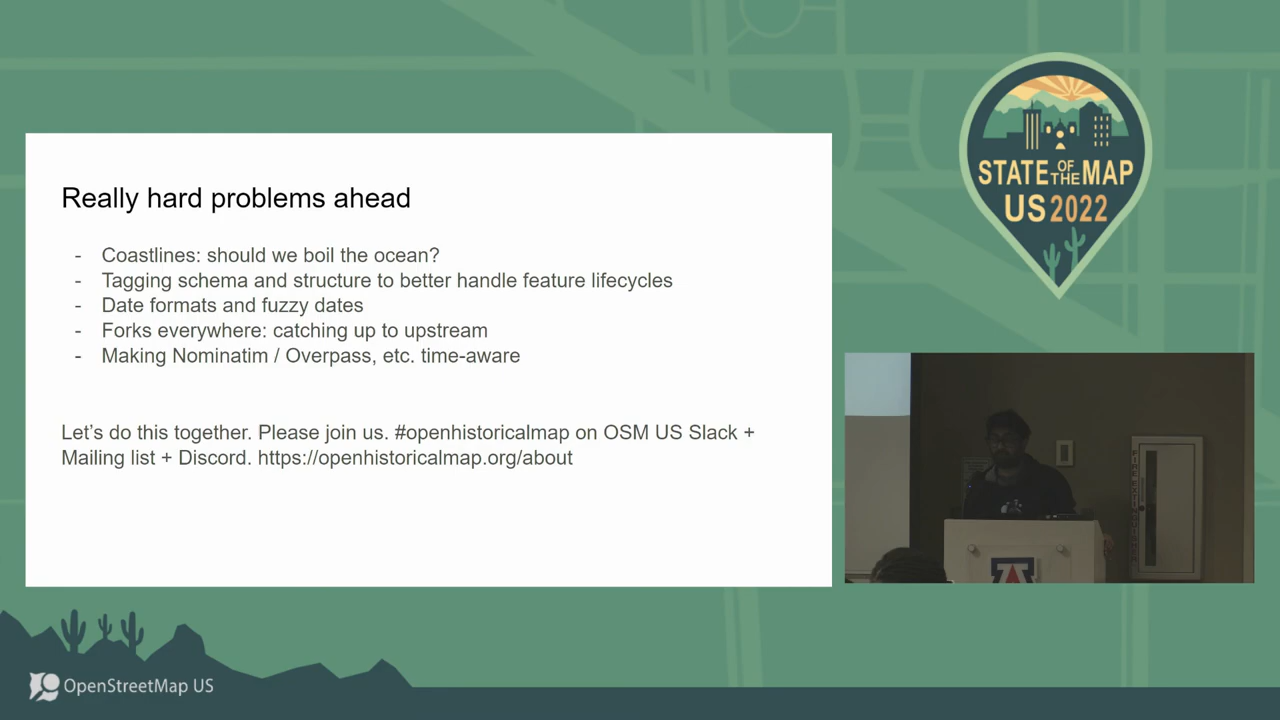 Really hard problems ahead
- Coastlines: should we boil the ocean?
- Tagging schema and structure to better handle feature lifecycles
- Date formats and fuzzy dates
- Forks everywhere: catching up to upstream
- Making Nominatim / Overpass, etc. time-aware
Let’s do this together. Please join us. #openhistoricalmap on OSM US Slack +
Mailing list + Discord. https://openhistoricalmap.org/about
STATE OF THE MAP
US 2022
A
OpenStreetMap US